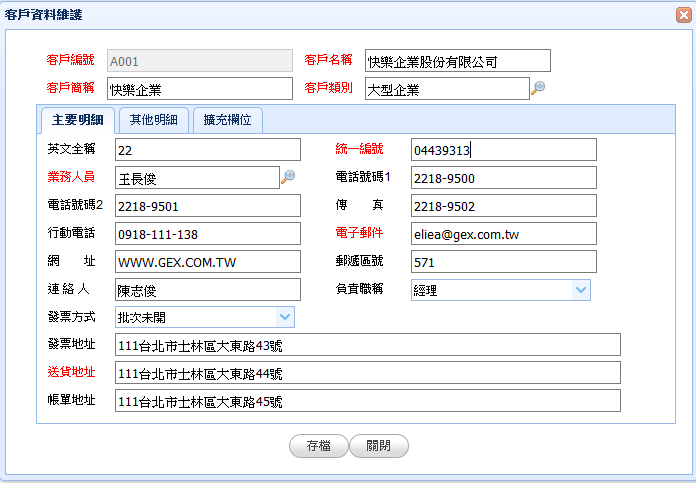 客戶資料維護
客戶編號 A001 客戶名稱 快樂企業股份有限公司
客戶簡稱 快樂企業 客戶類別 大型企業
主要明細 其他明細 擴充欄位
英文全稱 22 統一編號 04439313
業務人員 王長俊 電話號碼1 2218-9500
電話號碼2 2218-9501 傳 真 2218-9502
行動電話 0918-111-138 電子郵件 eliea@gex.com.tw
網 址 WWW.GEX.COM.TW 郵遞區號 571
連 絡 人 陳志俊 負責職稱 經理
發票方式 批次未開
發票地址 111台北市士林區大東路43號
送貨地址 111台北市士林區大東路44號
帳單地址 111台北市士林區大東路45號
存檔 關閉